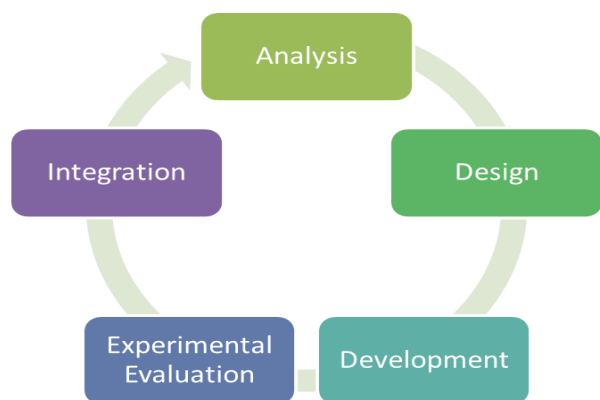 Analysis
Design
Development
Experimental
Evaluation
Integration